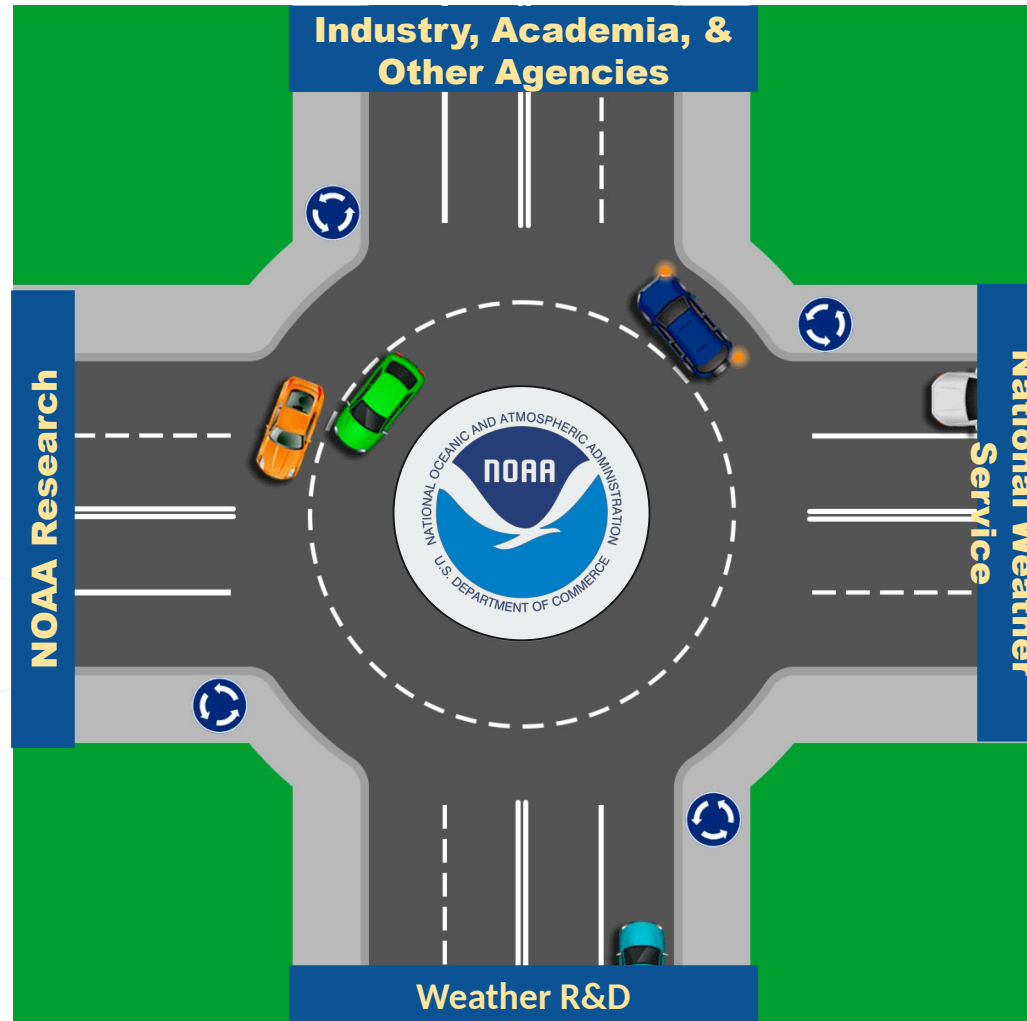 Industry, Academia, &
Other Agencies
NOAA Research
NATIONAL OCEANIC AND ATMOSPHERIC ADMINISTRATION
NOAA
U.S. DEPARTMENT OF COMMERCE
National Weather
Service
Weather R&D